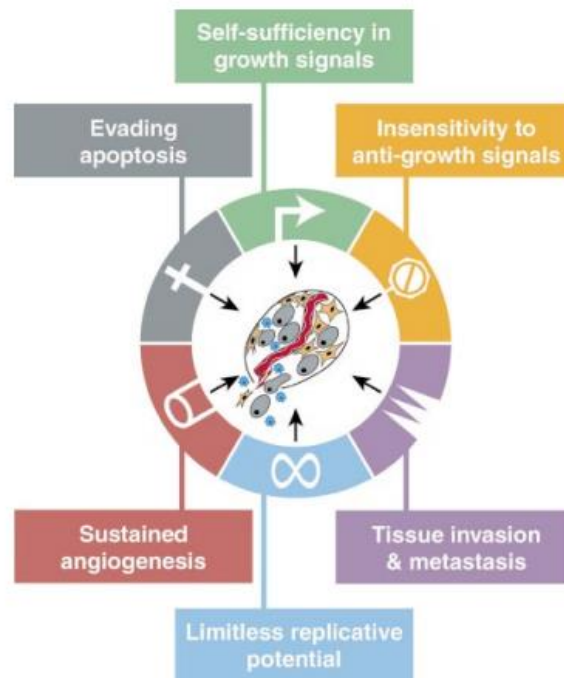 Self-sufficiency in
growth signals
Evading
apoptosis
Insensitivity to
anti-growth signals
Sustained
angiogenesis
Tissue invasion
& metastasis
Limitless replicative
potential